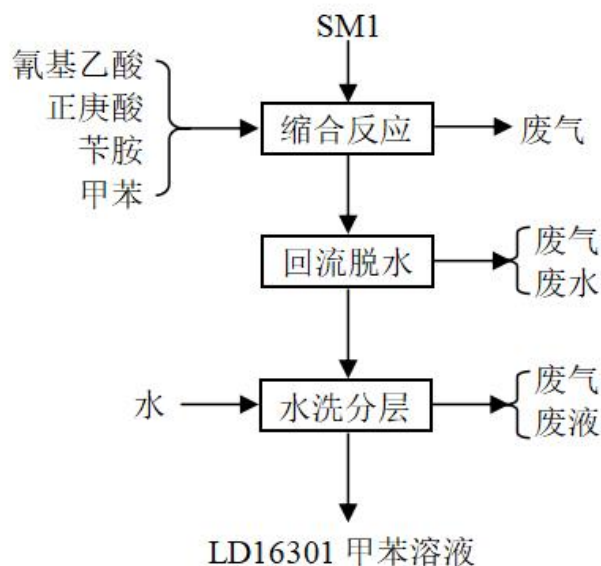 SM1
氰基乙酸
正庚酸
苄胺
甲苯
缩合反应
废气
回流脱水
废气
废水
水
水洗分层
废气
废液
LD16301 甲苯溶液